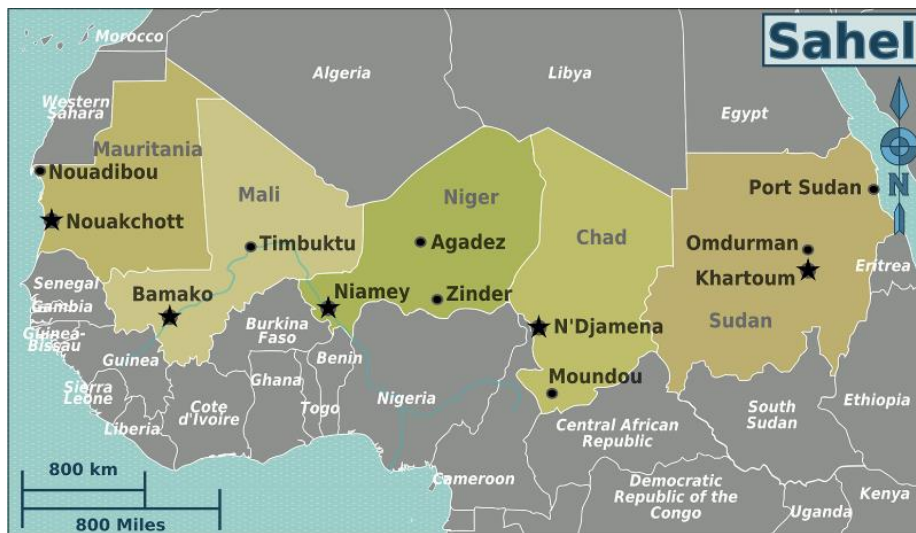 Sahel
Morocco
Algeria
Libya
Egypt
Western
Sahara
Mauritania
Nouadibou
Nouakchott
Mali
Timbuktu
Bamako
Niger
Agadez
Niamey
Zinder
Chad
N'Djamena
Moundou
Port Sudan
Omdurman
Khartoum
Sudan
N
Eritrea
Senegal
Gambia
Guinea-
Bissau
Guinea
Sierra
Leone
Liberia
Cote
d'Ivoire
Burkina
Faso
Ghana
Togo
Benin
Nigeria
Cameroon
Central African
Republic
South
Sudan
Ethiopia
Democratic
Republic of the
Congo
Uganda
Kenya
800 km
800 Miles